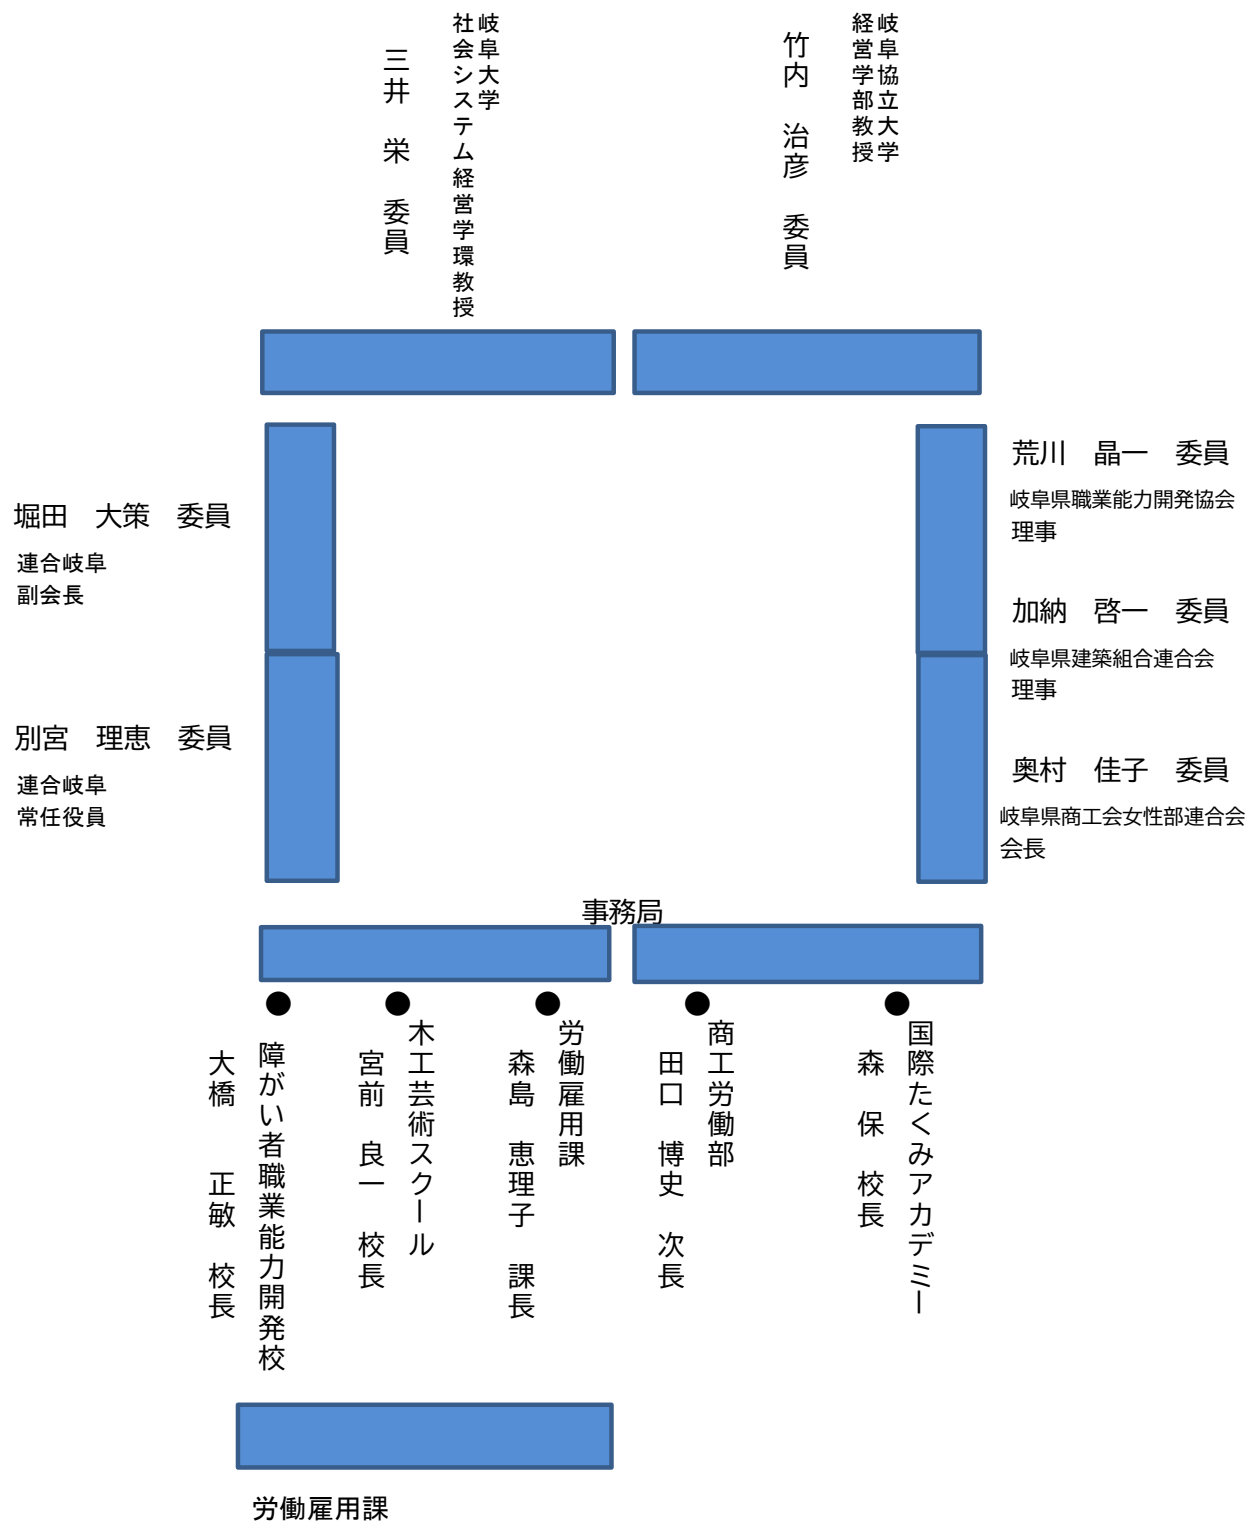 岐阜大学
社会システム経営学環教授
三井　栄　委員
岐阜協立大学
経営学部教授
竹内　治彦　委員
堀田　大策　委員
連合岐阜
副会長
別宮　理恵　委員
連合岐阜
常任役員
荒川　晶一　委員
岐阜県職業能力開発協会
理事
加納　啓一　委員
岐阜県建築組合連合会
理事
奥村　佳子　委員
岐阜県商工会女性部連合会
会長
事務局
国際たくみアカデミー
森　保　校長
商工労働部
田口　博史　次長
労働雇用課
森島　恵理子　課長
木工芸術スクール
宮前　良一　校長
障がい者職業能力開発校
大橋　　正敏　校長
労働雇用課